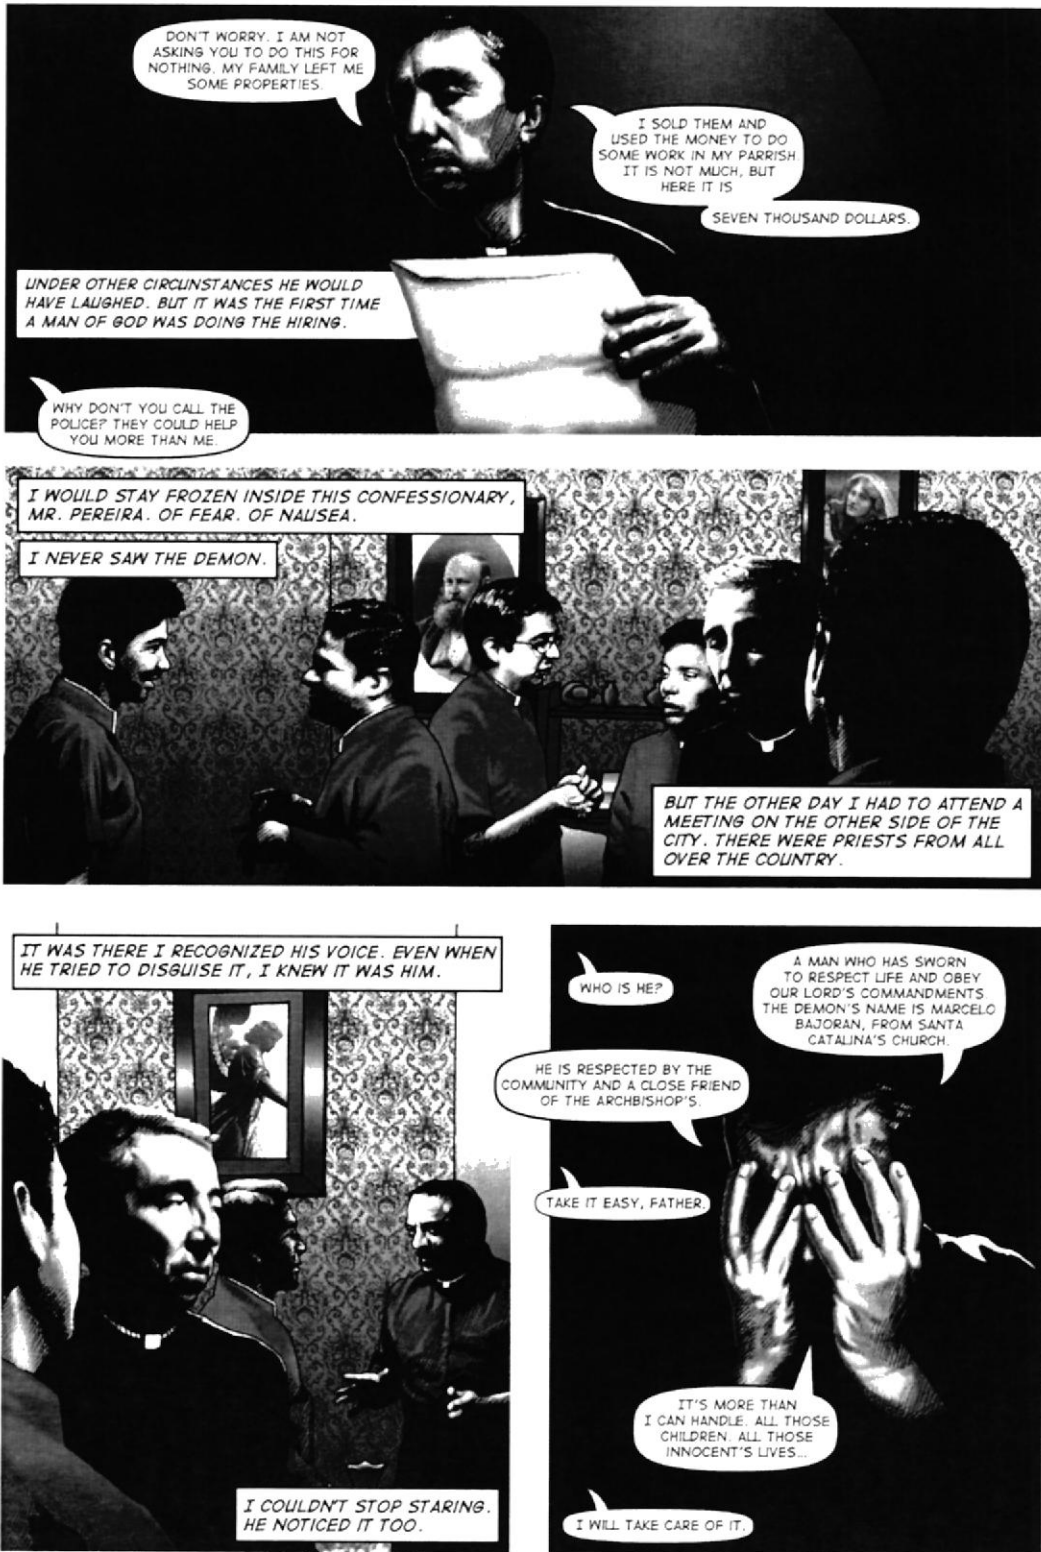 DON'T WORRY. I AM NOT
ASKING YOU TO DO THIS FOR
NOTHING. MY FAMILY LEFT ME
SOME PROPERTIES.
I SOLD THEM AND
USED THE MONEY TO DO
SOME WORK IN MY PARRISH.
IT IS NOT MUCH, BUT
HERE IT IS
SEVEN THOUSAND DOLLARS.
UNDER OTHER CIRCUNSTANCES HE WOULD
HAVE LAUGHED. BUT IT WAS THE FIRST TIME
A MAN OF GOD WAS DOING THE HIRING.
WHY DON'T YOU CALL THE
POLICE? THEY COULD HELP
YOU MORE THAN ME.
I WOULD STAY FROZEN INSIDE THIS CONFESSIONARY,
MR. PEREIRA. OF FEAR. OF NAUSEA.
I NEVER SAW THE DEMON.
BUT THE OTHER DAY I HAD TO ATTEND A
MEETING ON THE OTHER SIDE OF THE
CITY. THERE WERE PRIESTS FROM ALL
OVER THE COUNTRY.
IT WAS THERE I RECOGNIZED HIS VOICE. EVEN WHEN
HE TRIED TO DISGUISE IT, I KNEW IT WAS HIM.
I COULDN'T STOP STARING.
HE NOTICED IT TOO.
WHO IS HE?
A MAN WHO HAS SWORN
TO RESPECT LIFE AND OBEY
OUR LORD'S COMMANDMENTS.
THE DEMON'S NAME IS MARCELO
BAJORAN, FROM SANTA
CATALINA'S CHURCH.
HE IS RESPECTED BY THE
COMMUNITY AND A CLOSE FRIEND
OF THE ARCHBISHOP'S.
TAKE IT EASY, FATHER.
IT'S MORE THAN
I CAN HANDLE. ALL THOSE
CHILDREN. ALL THOSE
INNOCENT'S LIVES...
I WILL TAKE CARE OF IT.